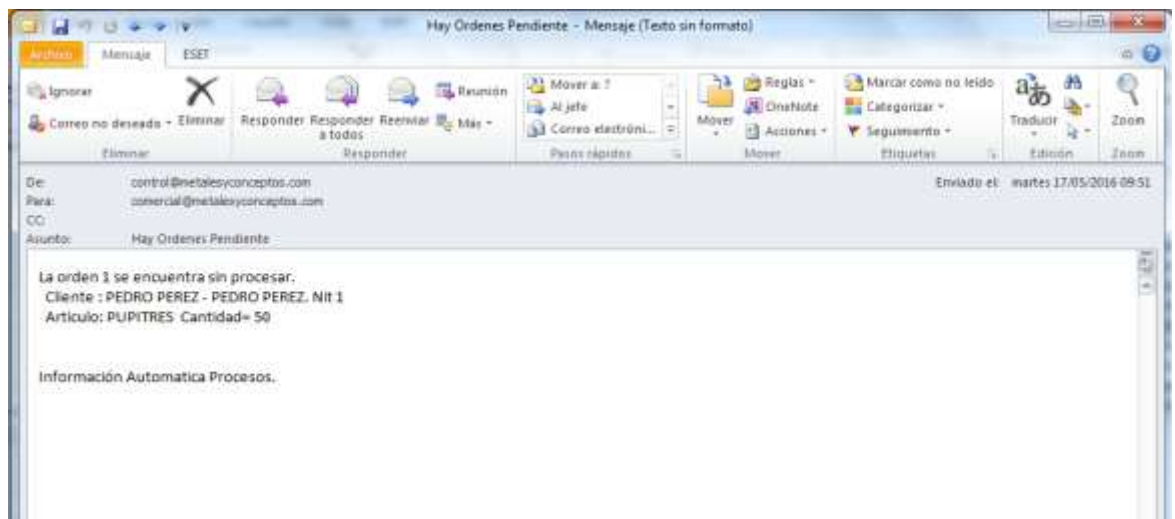 Hay Ordenes Pendiente - Mensaje (Texto sin formato)
Archivo Mensaje ESET
Ignorar
Correo no deseado
Eliminar
Responder
Responder a todos
Reenviar
Reunión
Más
Mover a: ?
Al jefe
Correo electróni...
Mover
Reglas
OneNote
Acciones
Marcar como no leído
Categorizar
Seguimiento
Traducir
Zoom
Eliminar Responder Pasos rápidos Mover Etiquetas Edición Zoom
De: control@metalesyconceptos.com Enviado el: martes 17/05/2016 09:51
Para: comercial@metalesyconceptos.com
CC:
Asunto: Hay Ordenes Pendiente
La orden 1 se encuentra sin procesar.
Cliente : PEDRO PEREZ - PEDRO PEREZ. Nit 1
Articulo: PUPITRES Cantidad= 50
Información Automatica Procesos.